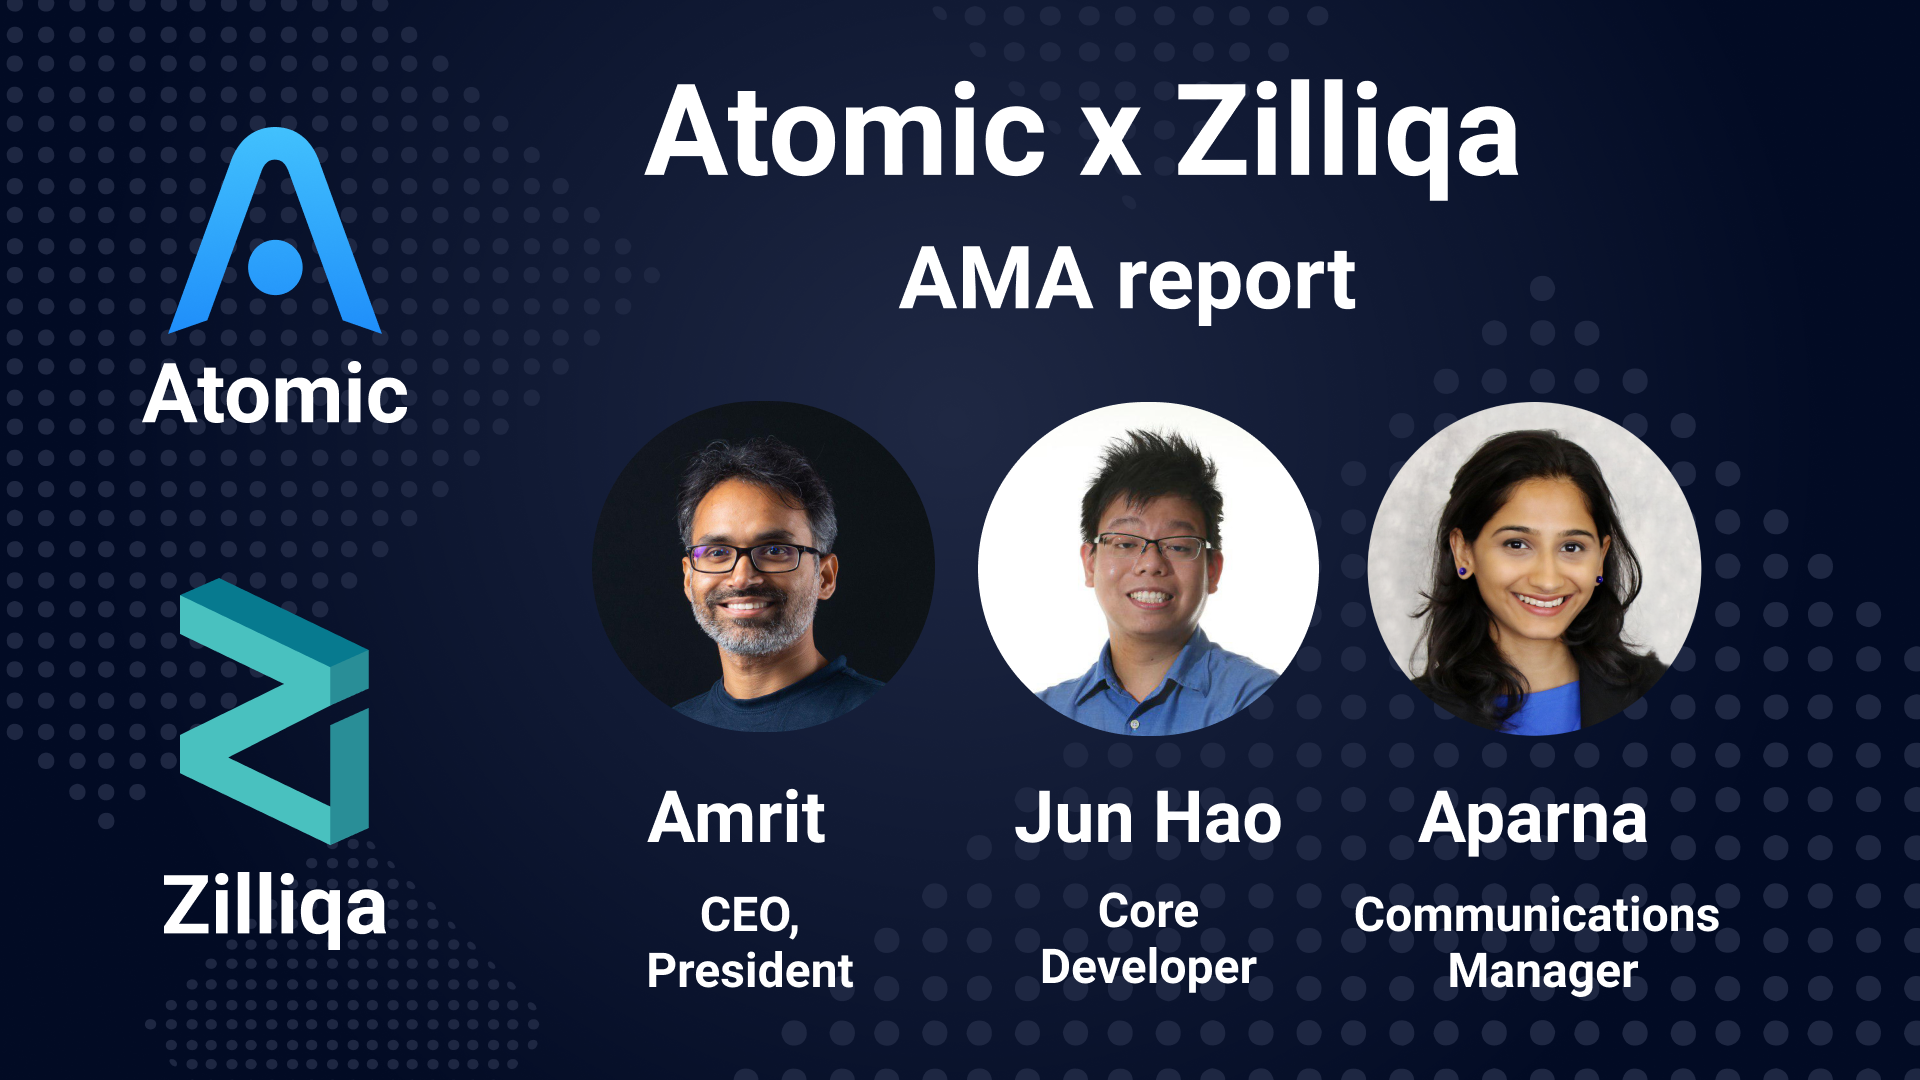 Atomic x Zilliqa
AMA report
Atomic
Zilliqa
Amrit
CEO,
President
Jun Hao
Core
Developer
Aparna
Communications
Manager